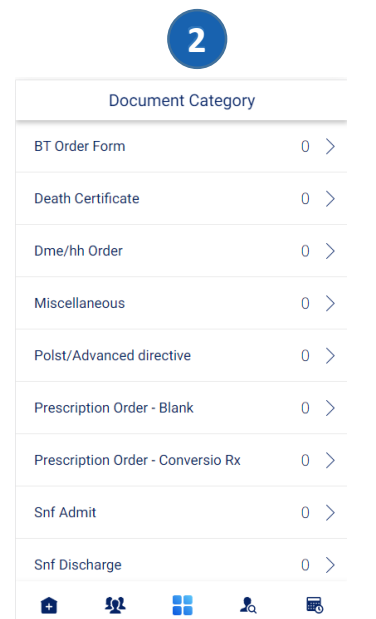 2
Document Category
BT Order Form 0
Death Certificate 0
Dme/hh Order 0
Miscellaneous 0
Polst/Advanced directive 0
Prescription Order - Blank 0
Prescription Order - Conversio Rx 0
Snf Admit 0
Snf Discharge 0